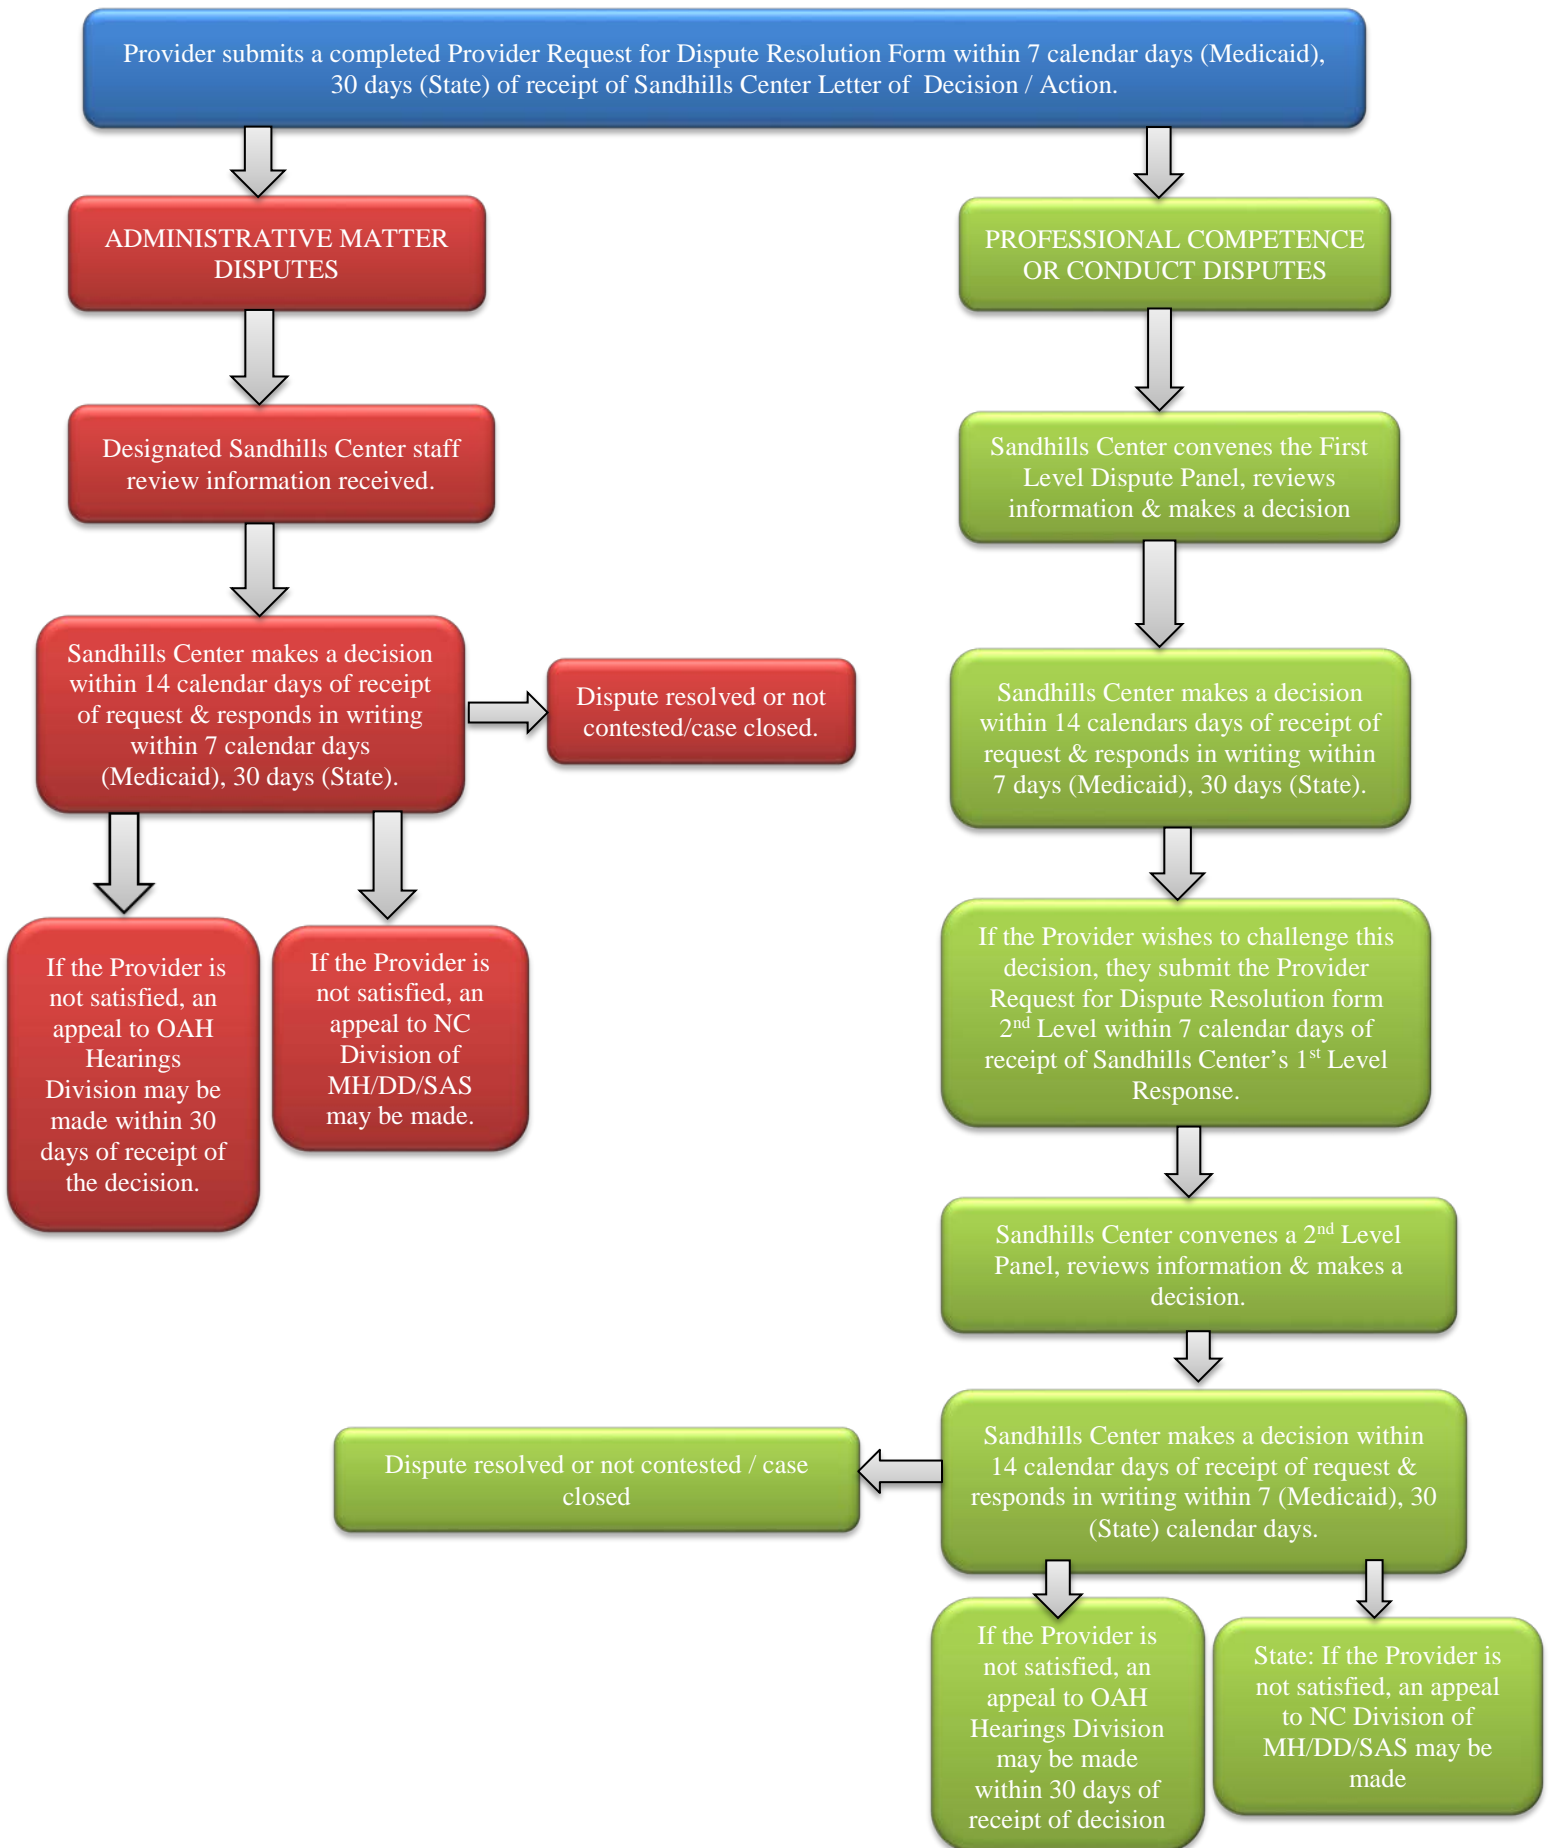 Provider submits a completed Provider Request for Dispute Resolution Form within 7 calendar days (Medicaid),
30 days (State) of receipt of Sandhills Center Letter of Decision / Action.
ADMINISTRATIVE MATTER
DISPUTES
Designated Sandhills Center staff
review information received.
Sandhills Center makes a decision
within 14 calendar days of receipt
of request & responds in writing
within 7 calendar days
(Medicaid), 30 days (State).
Dispute resolved or not
contested/case closed.
If the Provider is
not satisfied, an
appeal to OAH
Hearings
Division may be
made within 30
days of receipt of
the decision.
If the Provider is
not satisfied, an
appeal to NC
Division of
MH/DD/SAS
may be made.
PROFESSIONAL COMPETENCE
OR CONDUCT DISPUTES
Sandhills Center convenes the First
Level Dispute Panel, reviews
information & makes a decision
Sandhills Center makes a decision
within 14 calendars days of receipt of
request & responds in writing within
7 days (Medicaid), 30 days (State).
If the Provider wishes to challenge this
decision, they submit the Provider
Request for Dispute Resolution form
2nd Level within 7 calendar days of
receipt of Sandhills Center’s 1st Level
Response.
Sandhills Center convenes a 2nd Level
Panel, reviews information & makes a
decision.
Sandhills Center makes a decision within
14 calendar days of receipt of request &
responds in writing within 7 (Medicaid), 30
(State) calendar days.
Dispute resolved or not contested / case
closed
If the Provider is
not satisfied, an
appeal to OAH
Hearings Division
may be made
within 30 days of
receipt of decision
State: If the Provider is
not satisfied, an appeal
to NC Division of
MH/DD/SAS may be
made